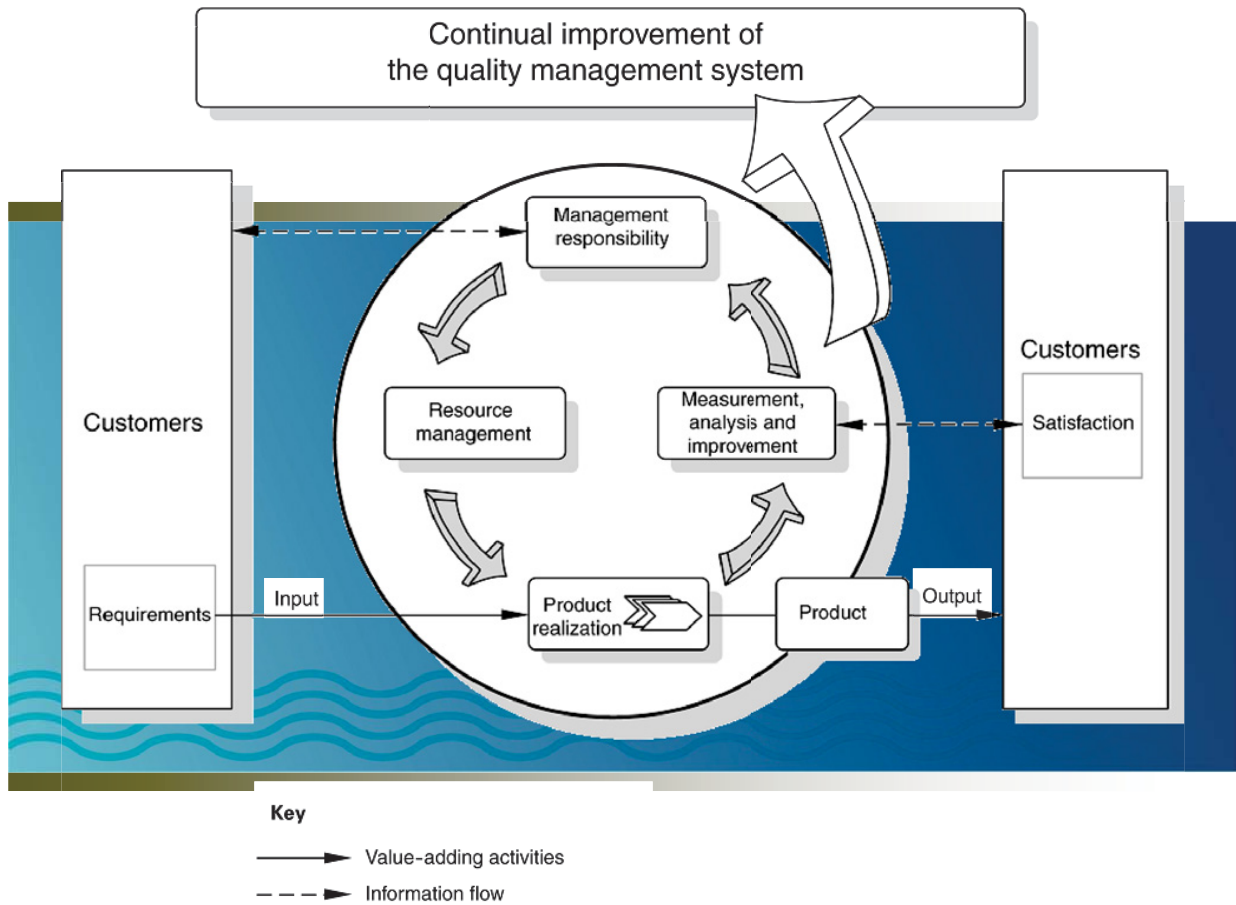 Continual improvement of
the quality management system
Management
responsibility
Customers
Resource
management
Measurement,
analysis and
improvement
Customers
Satisfaction
Requirements
Input
Product
realization
Product
Output
Key
Value-adding activities
Information flow